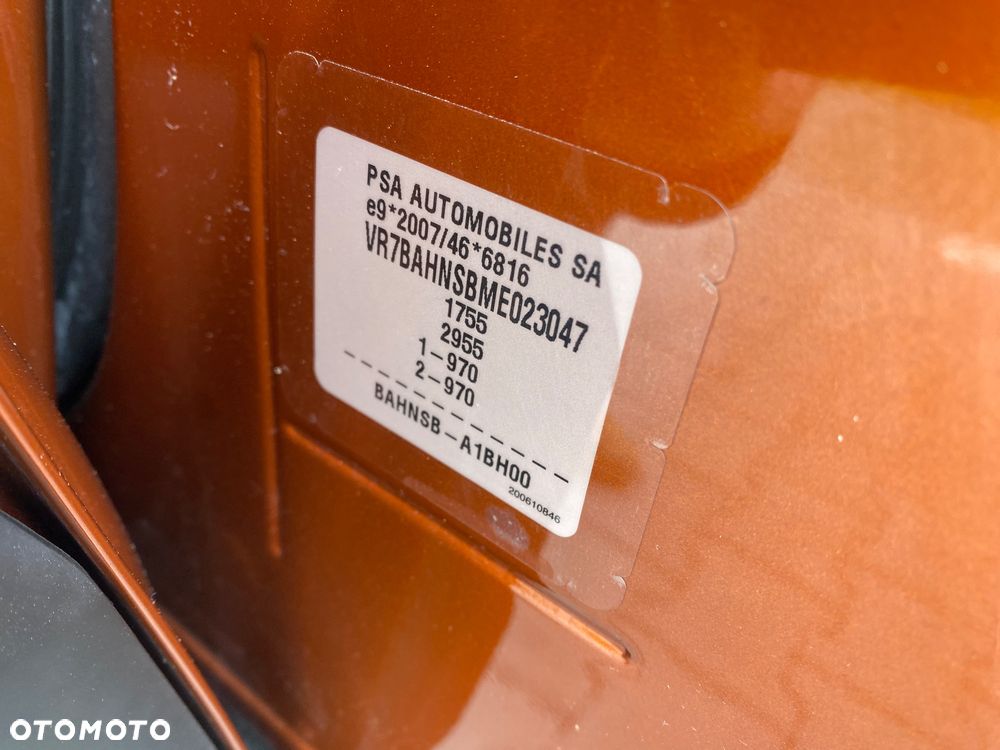 PSA AUTOMOBILES SA
e9*2007/46*6816
VR7BAHNSBME023047
1755
2955
1-970
2-970
BAHNSB-A1BH00
200610846
OTOMOTO